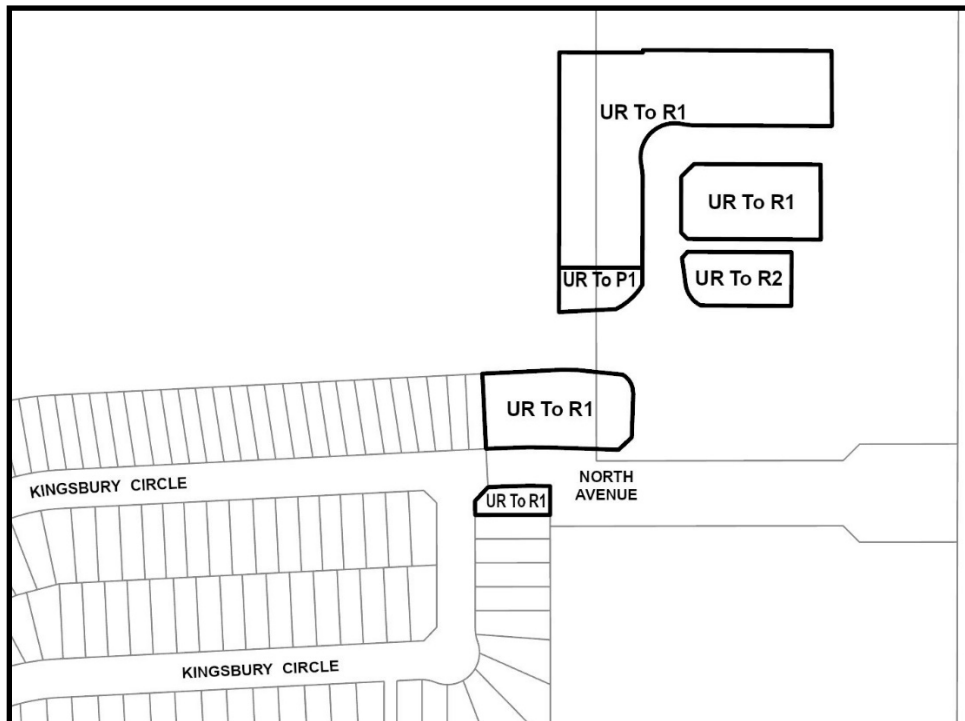 UR To R1
UR To R1
UR To R2
UR To P1
UR To R1
NORTH
AVENUE
KINGSBURY CIRCLE
UR To R1
KINGSBURY CIRCLE